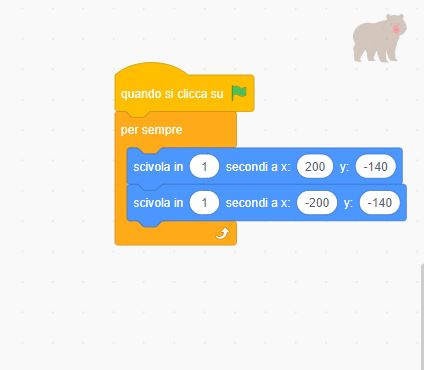 quando si clicca su
per sempre
scivola in 1 secondi a x: 200 y: -140
scivola in 1 secondi a x: -200 y: -140